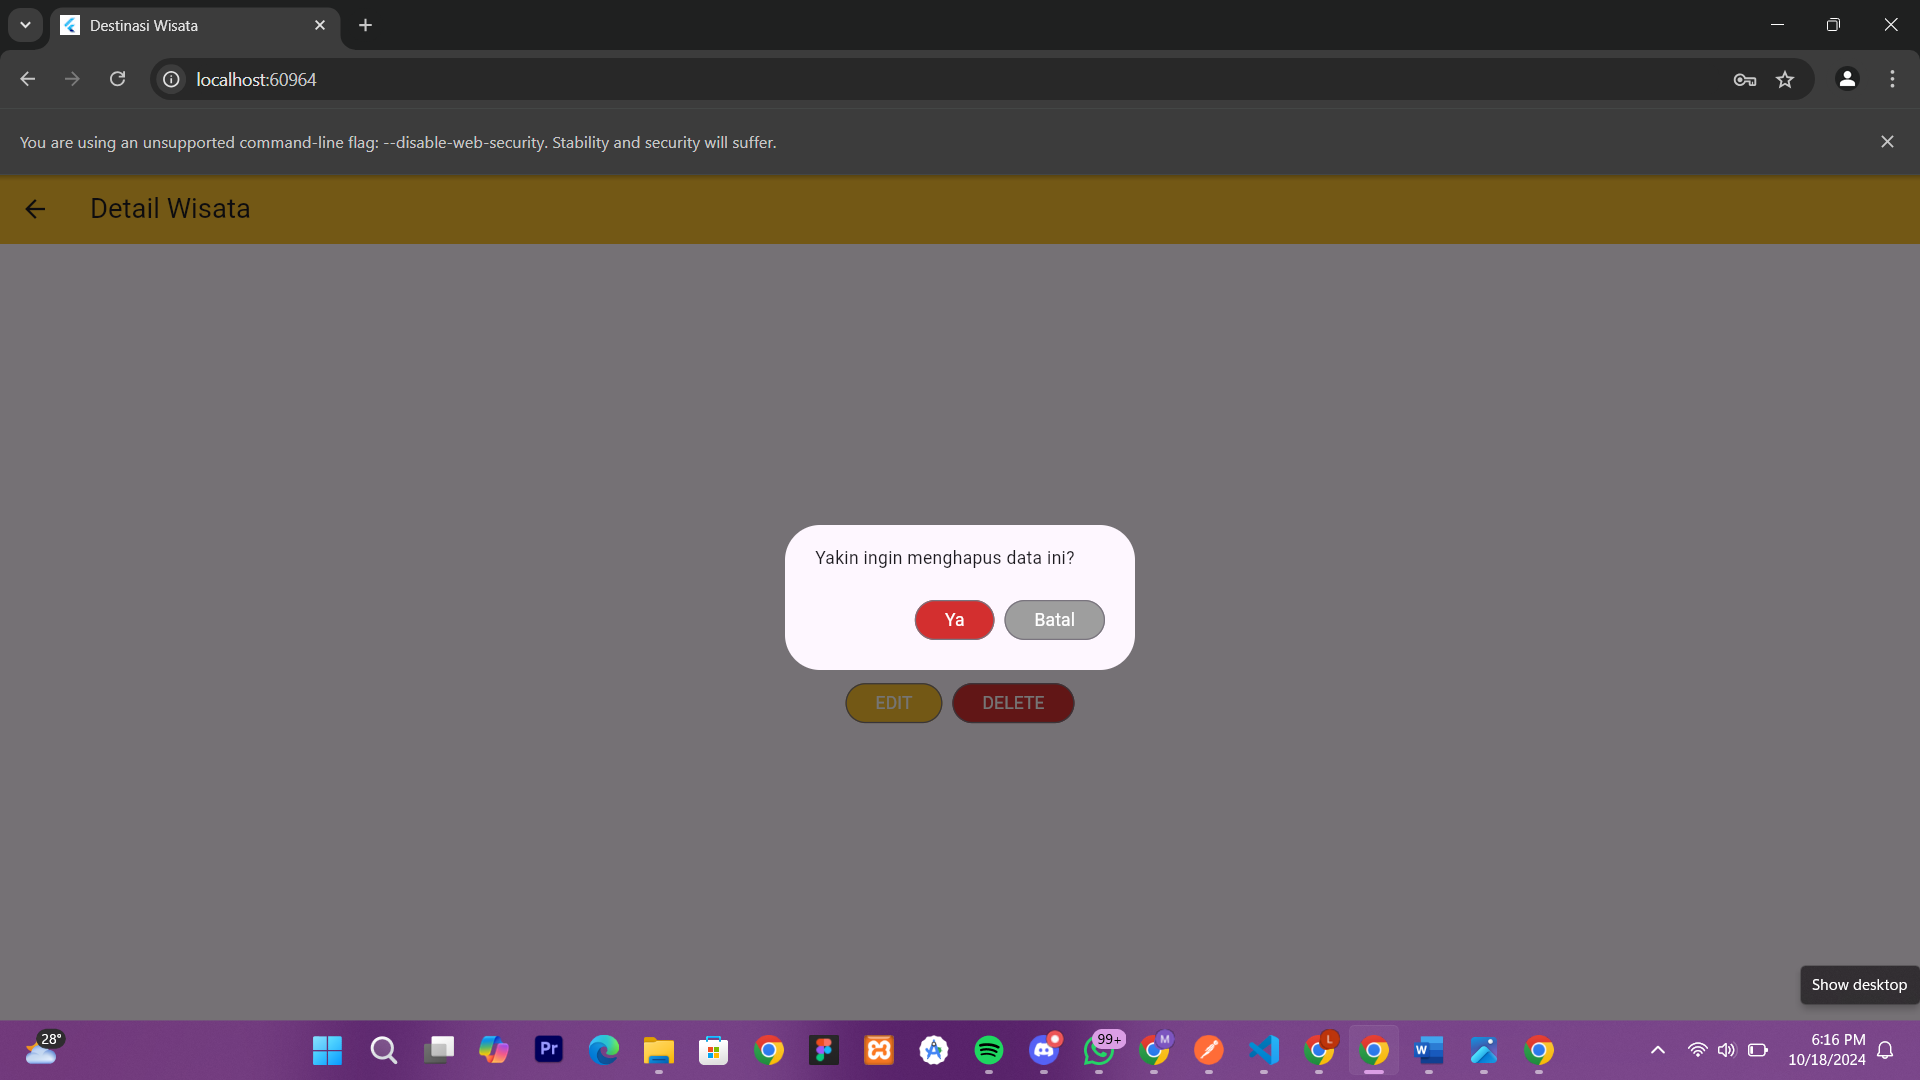 Destinasi Wisata
localhost:60964
You are using an unsupported command-line flag: --disable-web-security. Stability and security will suffer.
Detail Wisata
Yakin ingin menghapus data ini?
Ya Batal
EDIT DELETE
Show desktop
28°
Pr
99+
M
L
W
6:16 PM
10/18/2024